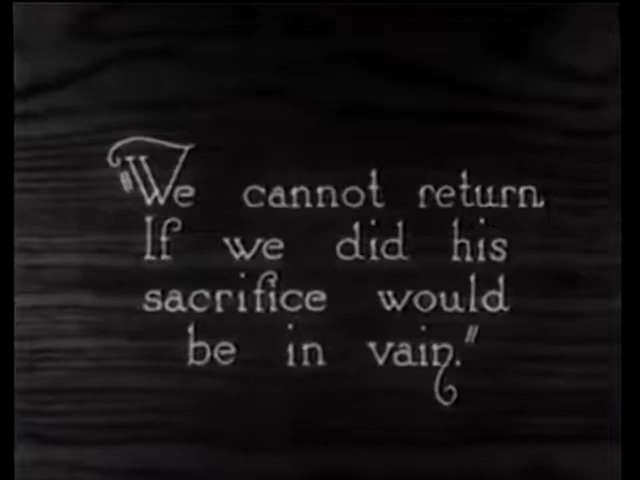 "We cannot return.
If we did his
sacrifice would
be in vain."